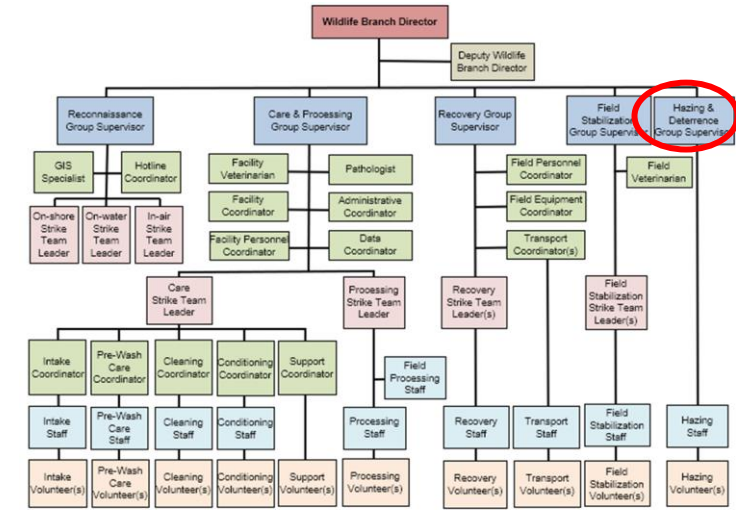 Wildlife Branch Director
Deputy Wildlife
Branch Director
Reconnaissance
Group Supervisor
Care & Processing
Group Supervisor
Recovery Group
Supervisor
Field
Stabilization
Group Supervisor
Hazing &
Deterrence
Group Supervisor
GIS
Specialist
Hotline
Coordinator
Facility
Veterinarian
Pathologist
Field Personnel
Coordinator
Field
Veterinarian
Facility
Coordinator
Administrative
Coordinator
Field Equipment
Coordinator
On-shore
Strike
Team
Leader
On-water
Strike
Team
Leader
In-air
Strike
Team
Leader
Facility Personnel
Coordinator
Data
Coordinator
Transport
Coordinator(s)
Care
Strike Team
Leader
Processing
Strike Team
Leader
Recovery
Strike Team
Leader(s)
Field
Stabilization
Strike Team
Leader(s)
Intake
Coordinator
Pre-Wash
Care
Coordinator
Cleaning
Coordinator
Conditioning
Coordinator
Support
Coordinator
Field
Processing
Staff
Intake
Staff
Pre-Wash
Care
Staff
Cleaning
Staff
Conditioning
Staff
Processing
Staff
Recovery
Staff
Transport
Staff
Field
Stabilization
Staff
Hazing
Staff
Intake
Volunteer(s)
Pre-Wash
Care
Volunteer(s)
Cleaning
Volunteer(s)
Conditioning
Volunteer(s)
Support
Volunteer(s)
Processing
Volunteer(s)
Recovery
Volunteer(s)
Transport
Volunteer(s)
Field
Stabilization
Volunteer(s)
Hazing
Volunteer(s)